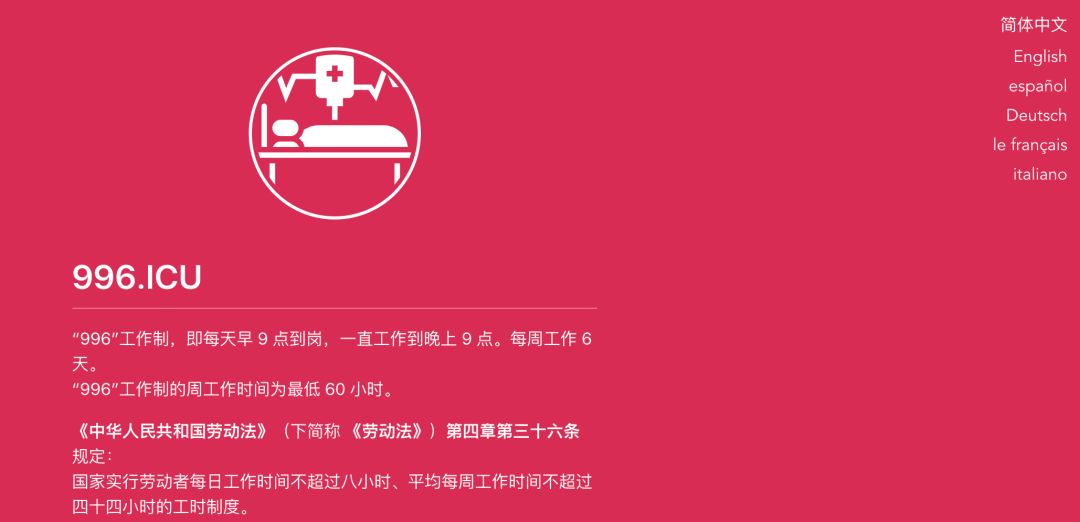 简体中文
English
español
Deutsch
le français
italiano
996.ICU
“996”工作制，即每天早 9 点到岗，一直工作到晚上 9 点。每周工作 6
天。
“996”工作制的周工作时间为最低 60 小时。
《中华人民共和国劳动法》（下简称 《劳动法》）第四章第三十六条
规定：
国家实行劳动者每日工作时间不超过八小时、平均每周工作时间不超过
四十四小时的工时制度。